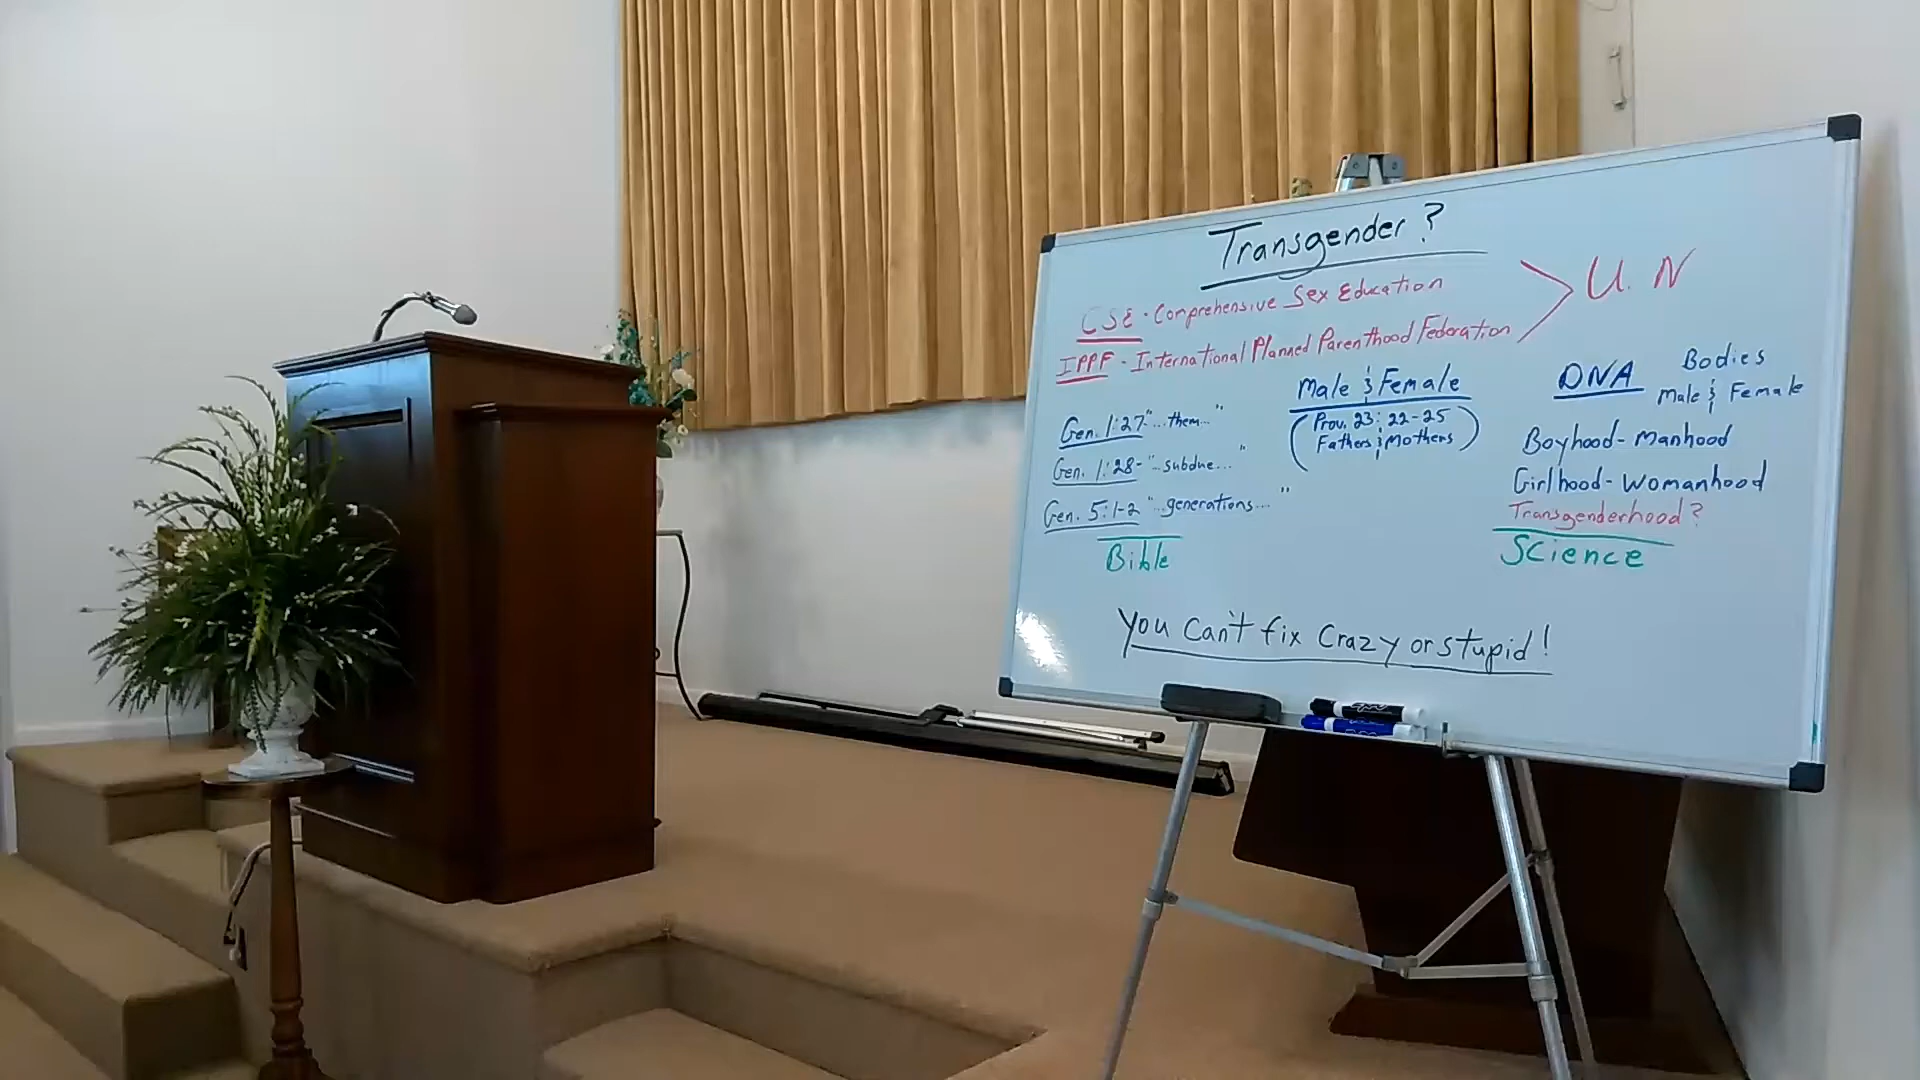 Transgender?
CSE - Comprehensive Sex Education
IPPF - International Planned Parenthood Federation
U.N
Gen. 1:27 "...them..."
Gen. 1:28 - "...subdue..."
Gen. 5:1-2 "...generations..."
Bible
Male & Female
(Prov. 23:22-25
Fathers & Mothers)
DNA
Bodies
Male & Female
Boyhood - Manhood
Girlhood - Womanhood
Transgenderhood?
Science
You Can't fix Crazy or stupid!